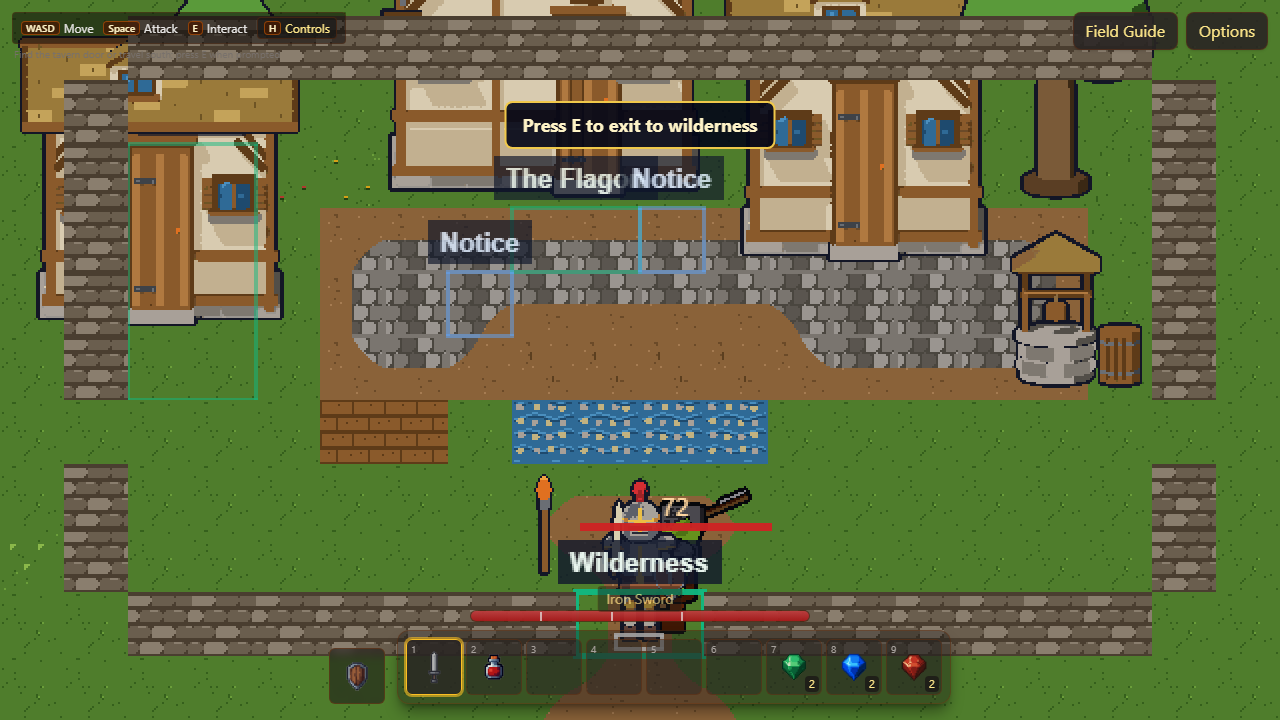 WASD Move Space Attack E Interact H Controls
Field Guide
Options
Press E to exit to wilderness
The Flago
Notice
Notice
72
Wilderness
Iron Sword
1 2 3 4 5 6 7 8 9
2 2 2